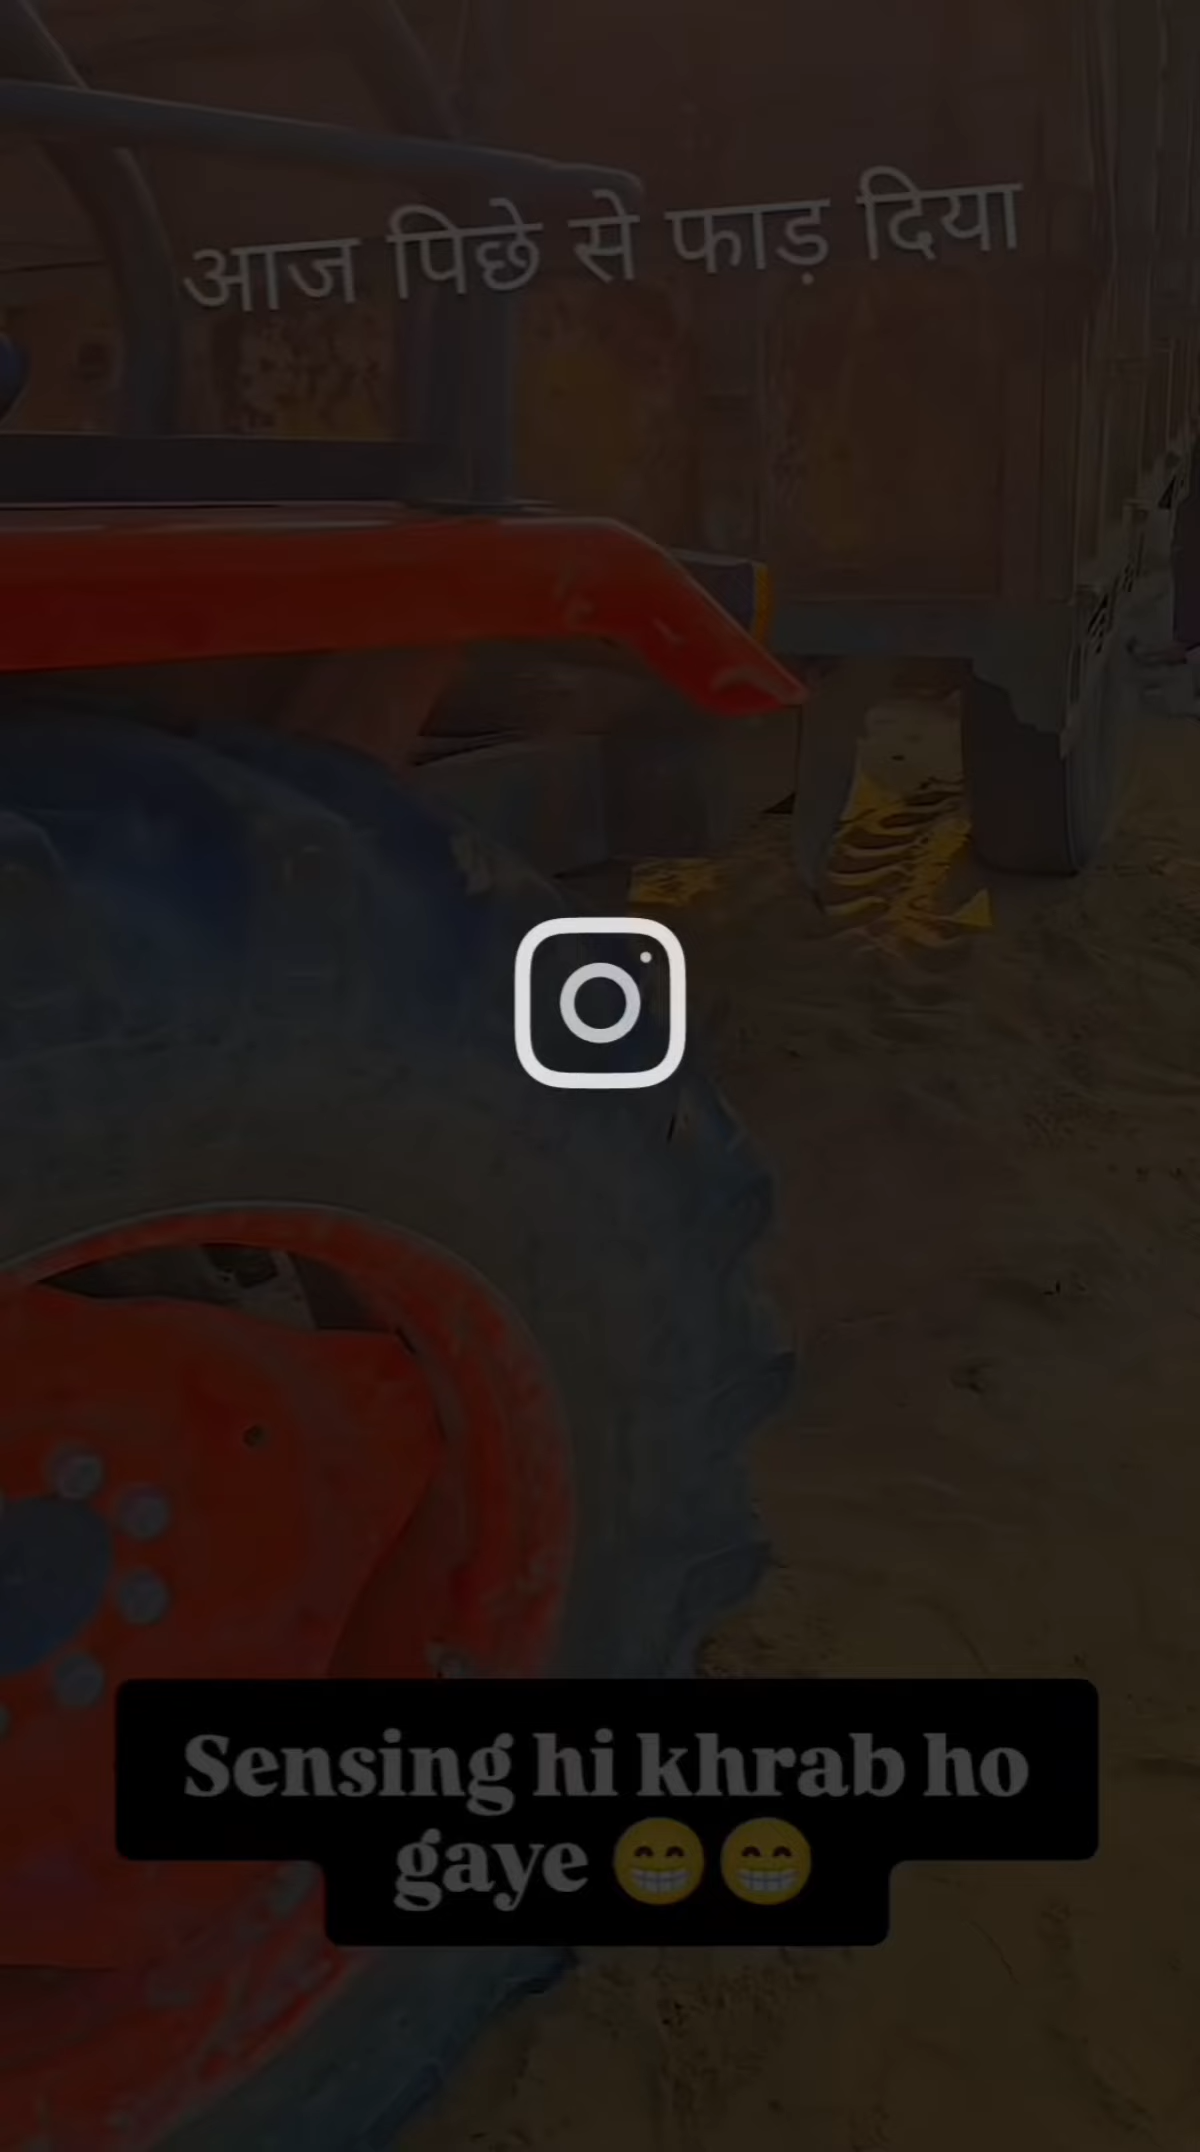 आज पिछे से फाड़ दिया
Sensing hi khrab ho
gaye 😁😁